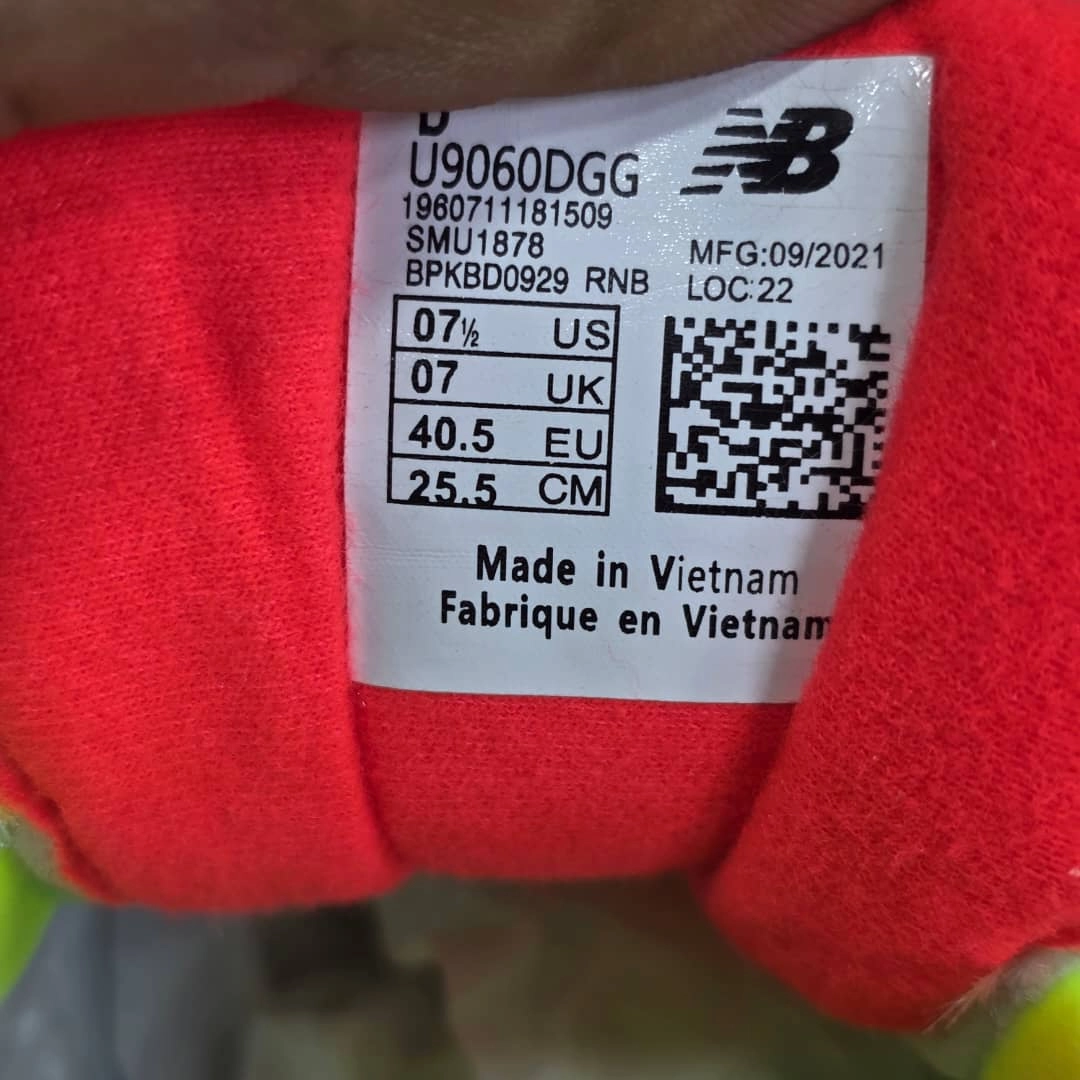 D
NB
U9060DGG
1960711181509
SMU1878
BPKBD0929 RNB
MFG:09/2021
LOC:22
07½ US
07 UK
40.5 EU
25.5 CM
Made in Vietnam
Fabrique en Vietnam